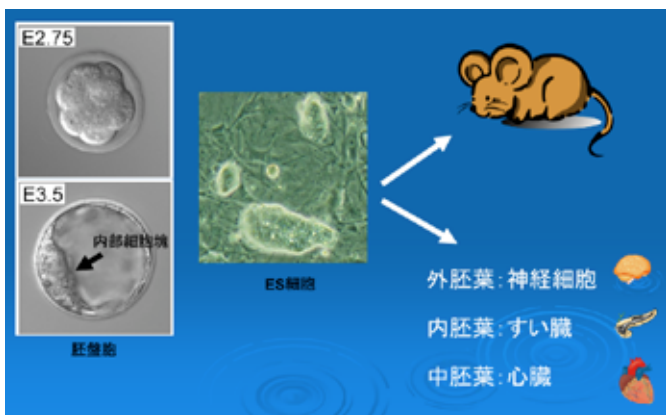 E2.75
E3.5
内部細胞塊
胚盤胞
ES細胞
外胚葉：神経細胞
内胚葉：すい臓
中胚葉：心臓